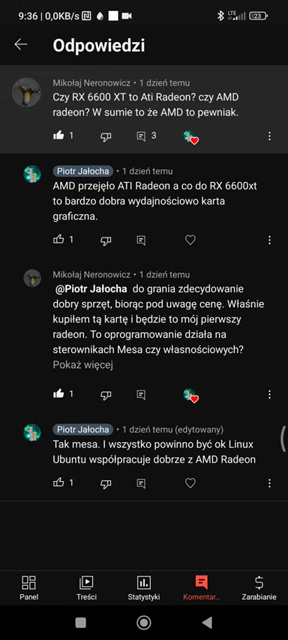 9:36 | 0,0KB/s
LTE
23
Odpowiedzi
Mikołaj Neronowicz • 1 dzień temu
Czy RX 6600 XT to Ati Radeon? czy AMD
radeon? W sumie to że AMD to pewniak.
1
3
Piotr Jałocha • 1 dzień temu
AMD przejęło ATI Radeon a co do RX 6600xt
to bardzo dobra wydajnościowo karta
graficzna.
1
Mikołaj Neronowicz • 1 dzień temu
@Piotr Jałocha do grania zdecydowanie
dobry sprzęt, biorąc pod uwagę cenę. Właśnie
kupiłem tą kartę i będzie to mój pierwszy
radeon. To oprogramowanie działa na
sterownikach Mesa czy własnościowych?
Pokaż więcej
1
Piotr Jałocha • 1 dzień temu (edytowany)
Tak mesa. I wszystko powinno być ok Linux
Ubuntu współpracuje dobrze z AMD Radeon
1
Panel
Treści
Statystyki
Komentar...
Zarabianie